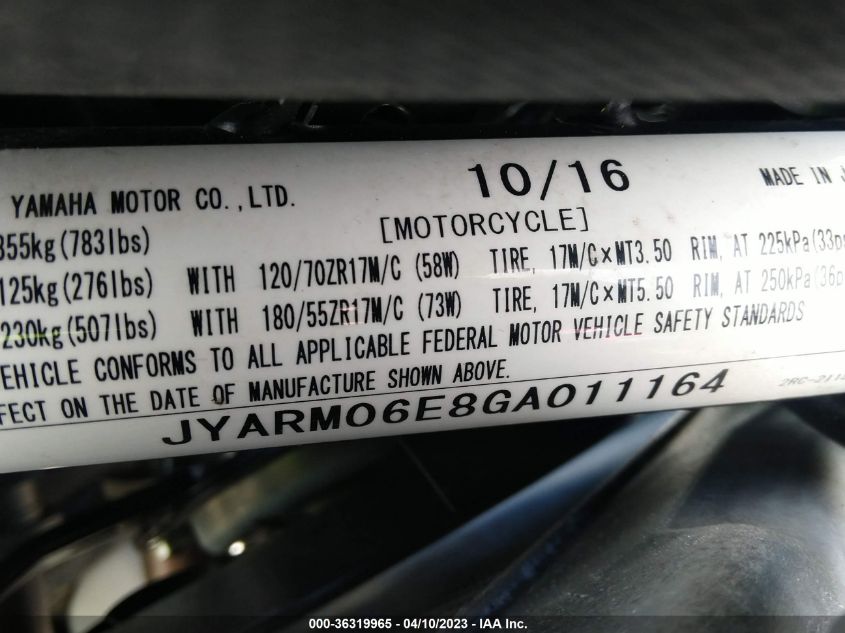 YAMAHA MOTOR CO.,LTD. 10/16 MADE IN
355kg(783lbs) [MOTORCYCLE]
125kg(276lbs) WITH 120/70ZR17M/C (58W) TIRE, 17M/C×MT3.50 RIM, AT 225kPa(33ps
230kg(507lbs) WITH 180/55ZR17M/C (73W) TIRE, 17M/C×MT5.50 RIM, AT 250kPa(36ps
VEHICLE CONFORMS TO ALL APPLICABLE FEDERAL MOTOR VEHICLE SAFETY STANDARDS
FECT ON THE DATE OF MANUFACTURE SHOWN ABOVE.
JYARM06E8GA011164
000-36319965 - 04/10/2023 - IAA Inc.